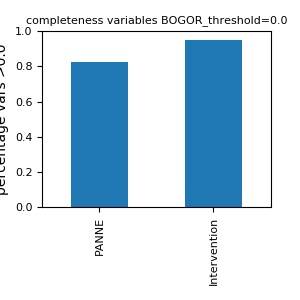 completeness variables BOGOR_threshold=0.0
percentage vars >0.0
1.0
0.8
0.6
0.4
0.2
0.0
PANNE
Intervention